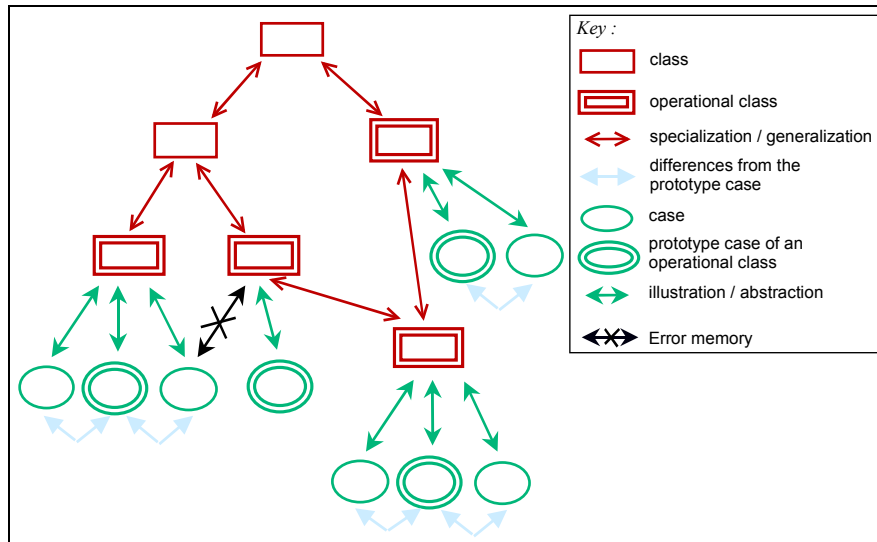 Key :
class
operational class
specialization / generalization
differences from the
prototype case
case
prototype case of an
operational class
illustration / abstraction
Error memory